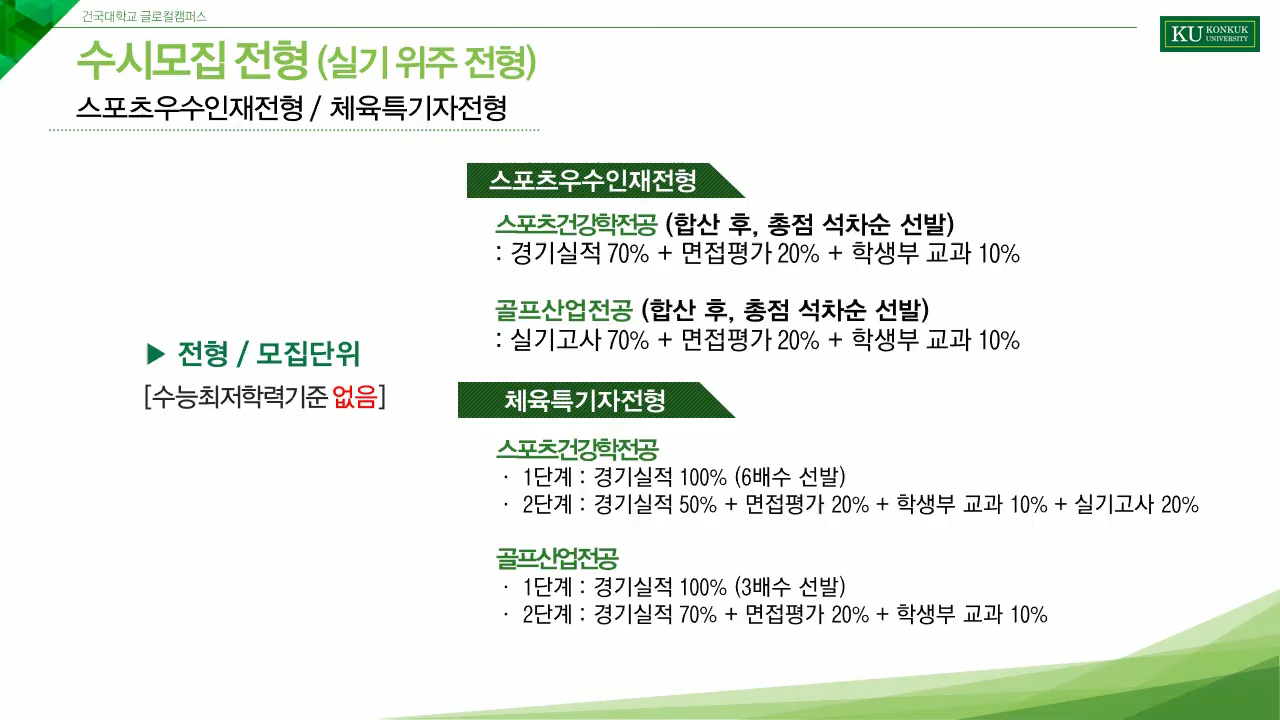 건국대학교 글로컬캠퍼스
KU KONKUK UNIVERSITY
수시모집 전형 (실기 위주 전형)
스포츠우수인재전형 / 체육특기자전형
스포츠우수인재전형
스포츠건강학전공 (합산 후, 총점 석차순 선발)
: 경기실적 70% + 면접평가 20% + 학생부 교과 10%
골프산업전공 (합산 후, 총점 석차순 선발)
: 실기고사 70% + 면접평가 20% + 학생부 교과 10%
▶ 전형 / 모집단위
[수능최저학력기준 없음]
체육특기자전형
스포츠건강학전공
· 1단계 : 경기실적 100% (6배수 선발)
· 2단계 : 경기실적 50% + 면접평가 20% + 학생부 교과 10% + 실기고사 20%
골프산업전공
· 1단계 : 경기실적 100% (3배수 선발)
· 2단계 : 경기실적 70% + 면접평가 20% + 학생부 교과 10%